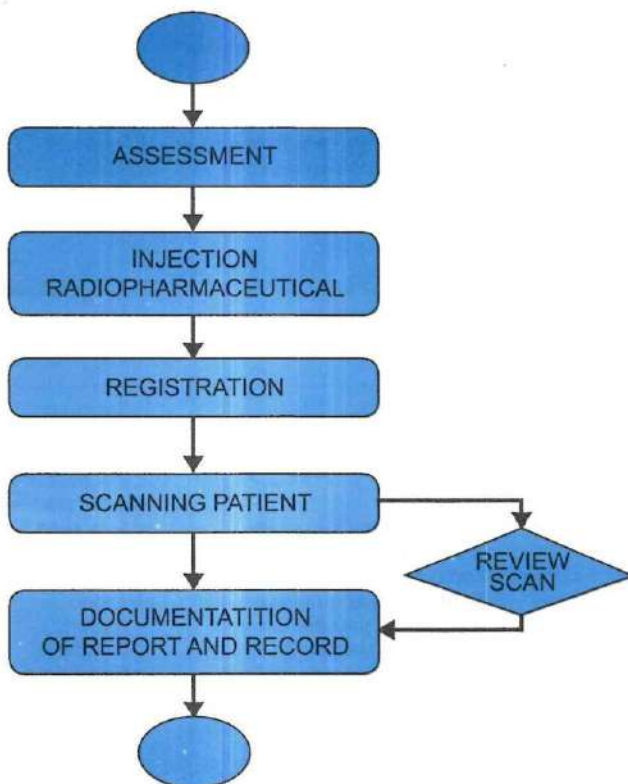 ASSESSMENT
INJECTION
RADIOPHARMACEUTICAL
REGISTRATION
SCANNING PATIENT
REVIEW
SCAN
DOCUMENTATITION
OF REPORT AND RECORD